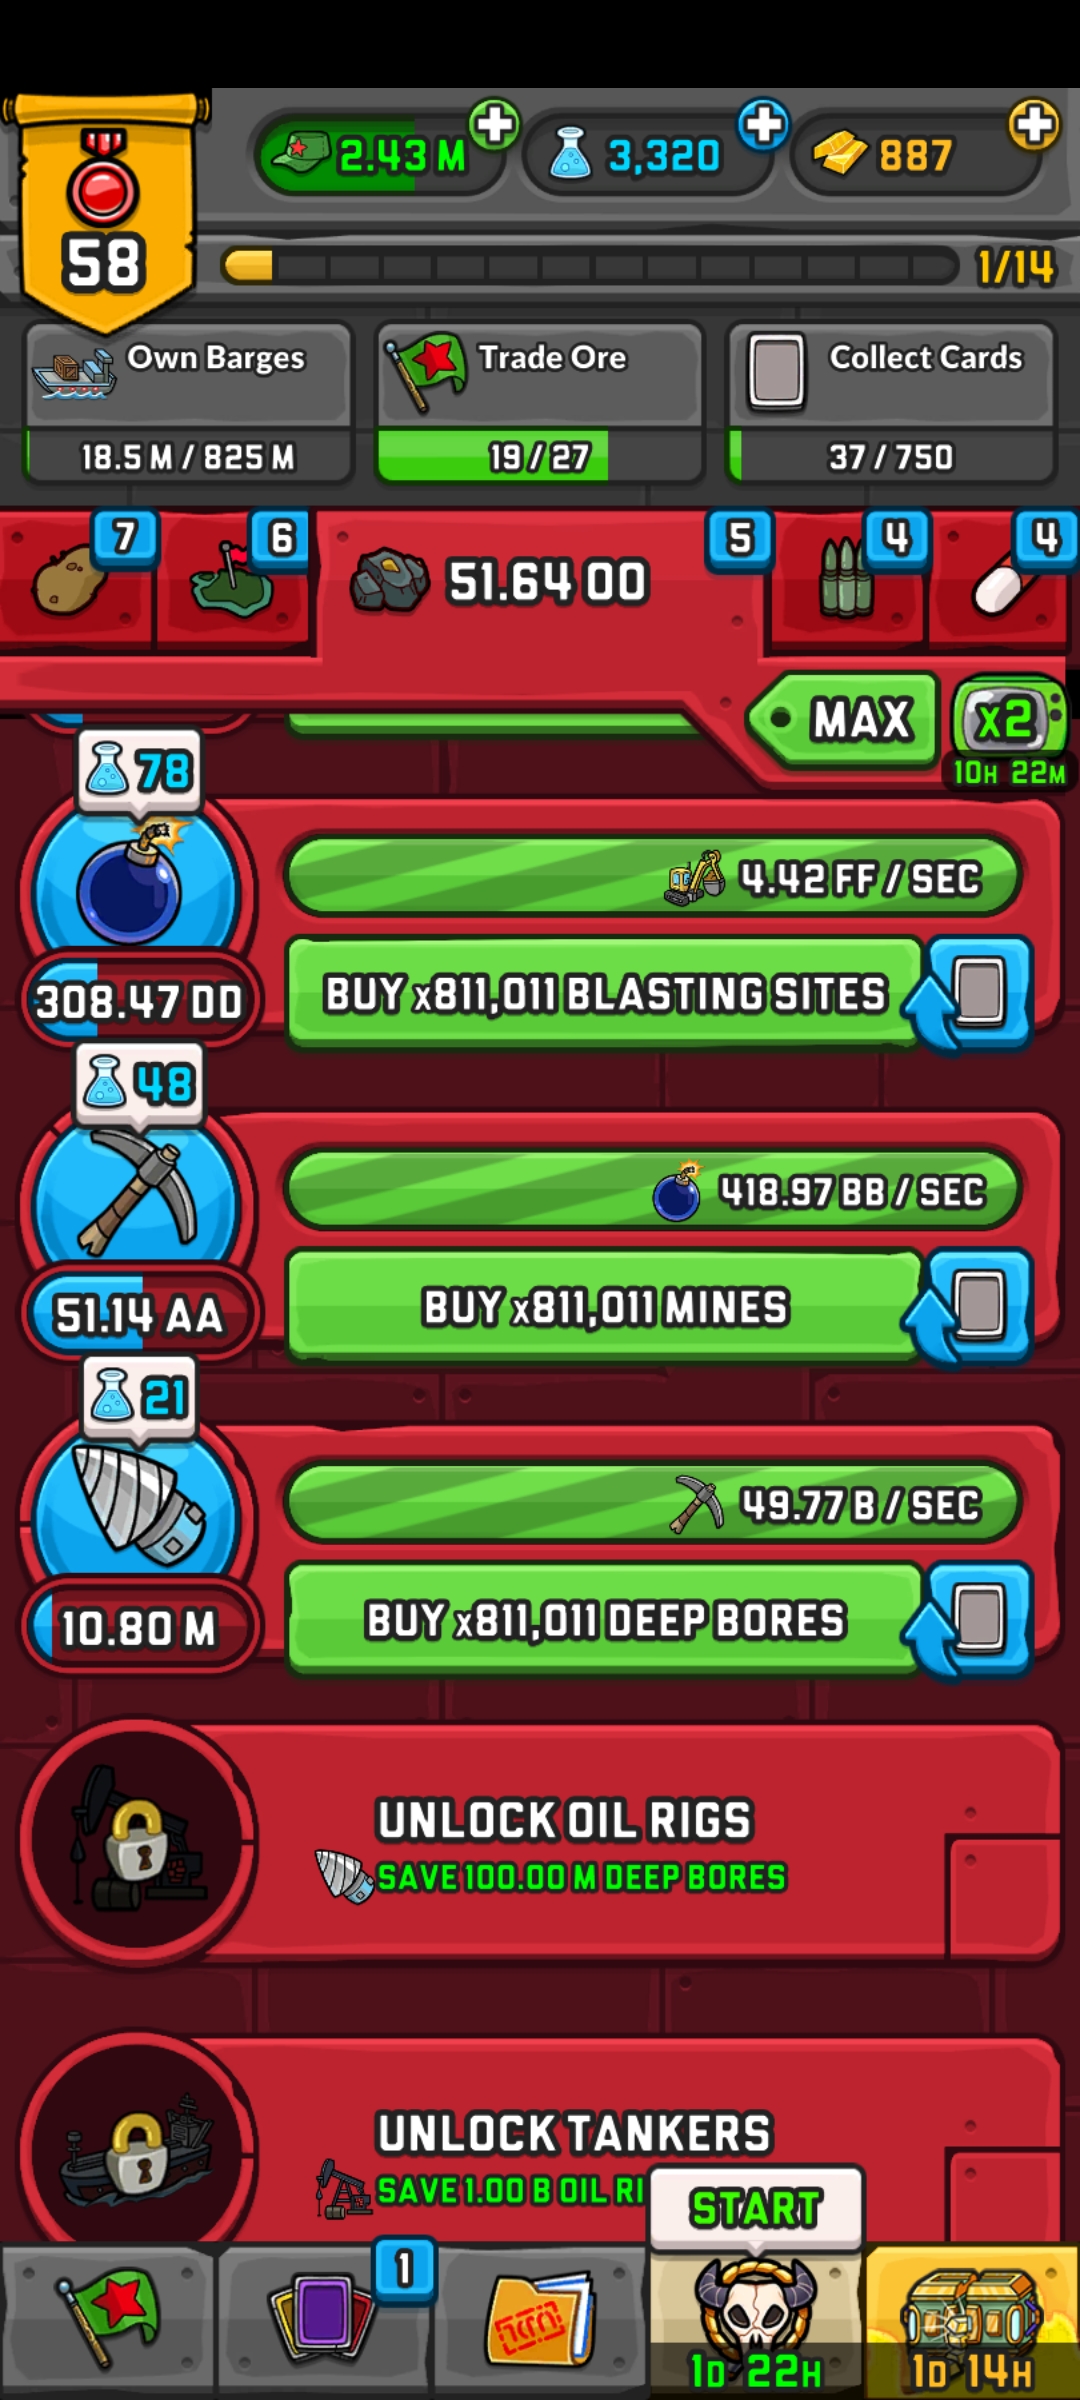 58
2.43 M
3,320
887
1/14
Own Barges
Trade Ore
Collect Cards
18.5 M / 825 M
19 / 27
37 / 750
7
6
51.64 OO
5
4
4
MAX
x2
10H 22M
78
4.42 FF / SEC
308.47 DD
BUY x811,011 BLASTING SITES
48
418.97 BB / SEC
51.14 AA
BUY x811,011 MINES
21
49.77 B / SEC
10.80 M
BUY x811,011 DEEP BORES
UNLOCK OIL RIGS
SAVE 100.00 M DEEP BORES
UNLOCK TANKERS
SAVE 1.00 B OIL RI
START
1
1D 22H
1D 14H